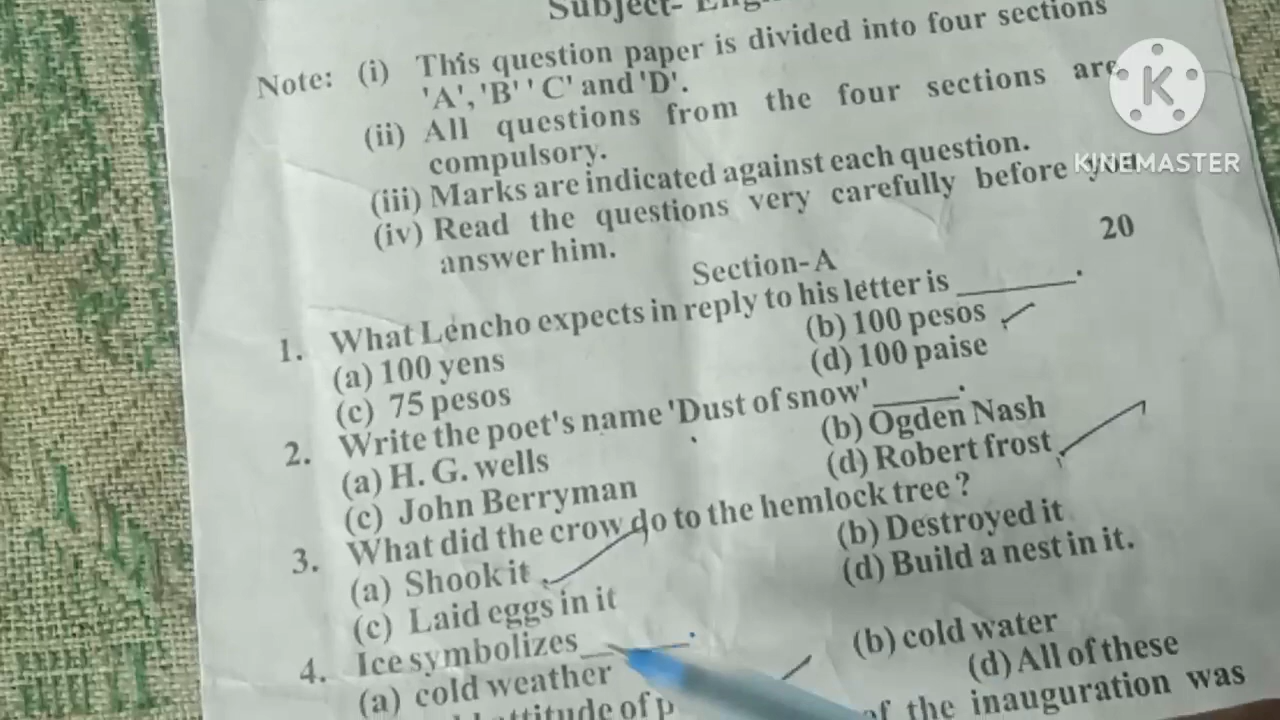 Subject-
Note: (i) This question paper is divided into four sections
'A', 'B' ' C' and 'D'.
(ii) All questions from the four sections are
compulsory.
(iii) Marks are indicated against each question.
(iv) Read the questions very carefully before you
answer him.
20
Section-A
1. What Lencho expects in reply to his letter is ______.
(a) 100 yens (b) 100 pesos
(c) 75 pesos (d) 100 paise
2. Write the poet's name 'Dust of snow' ______.
(a) H. G. wells (b) Ogden Nash
(c) John Berryman (d) Robert frost
3. What did the crow do to the hemlock tree ?
(a) Shook it (b) Destroyed it
(c) Laid eggs in it (d) Build a nest in it.
4. Ice symbolizes ______.
(a) cold weather (b) cold water
attitude of (d) All of these
of the inauguration was
K
KINEMASTER